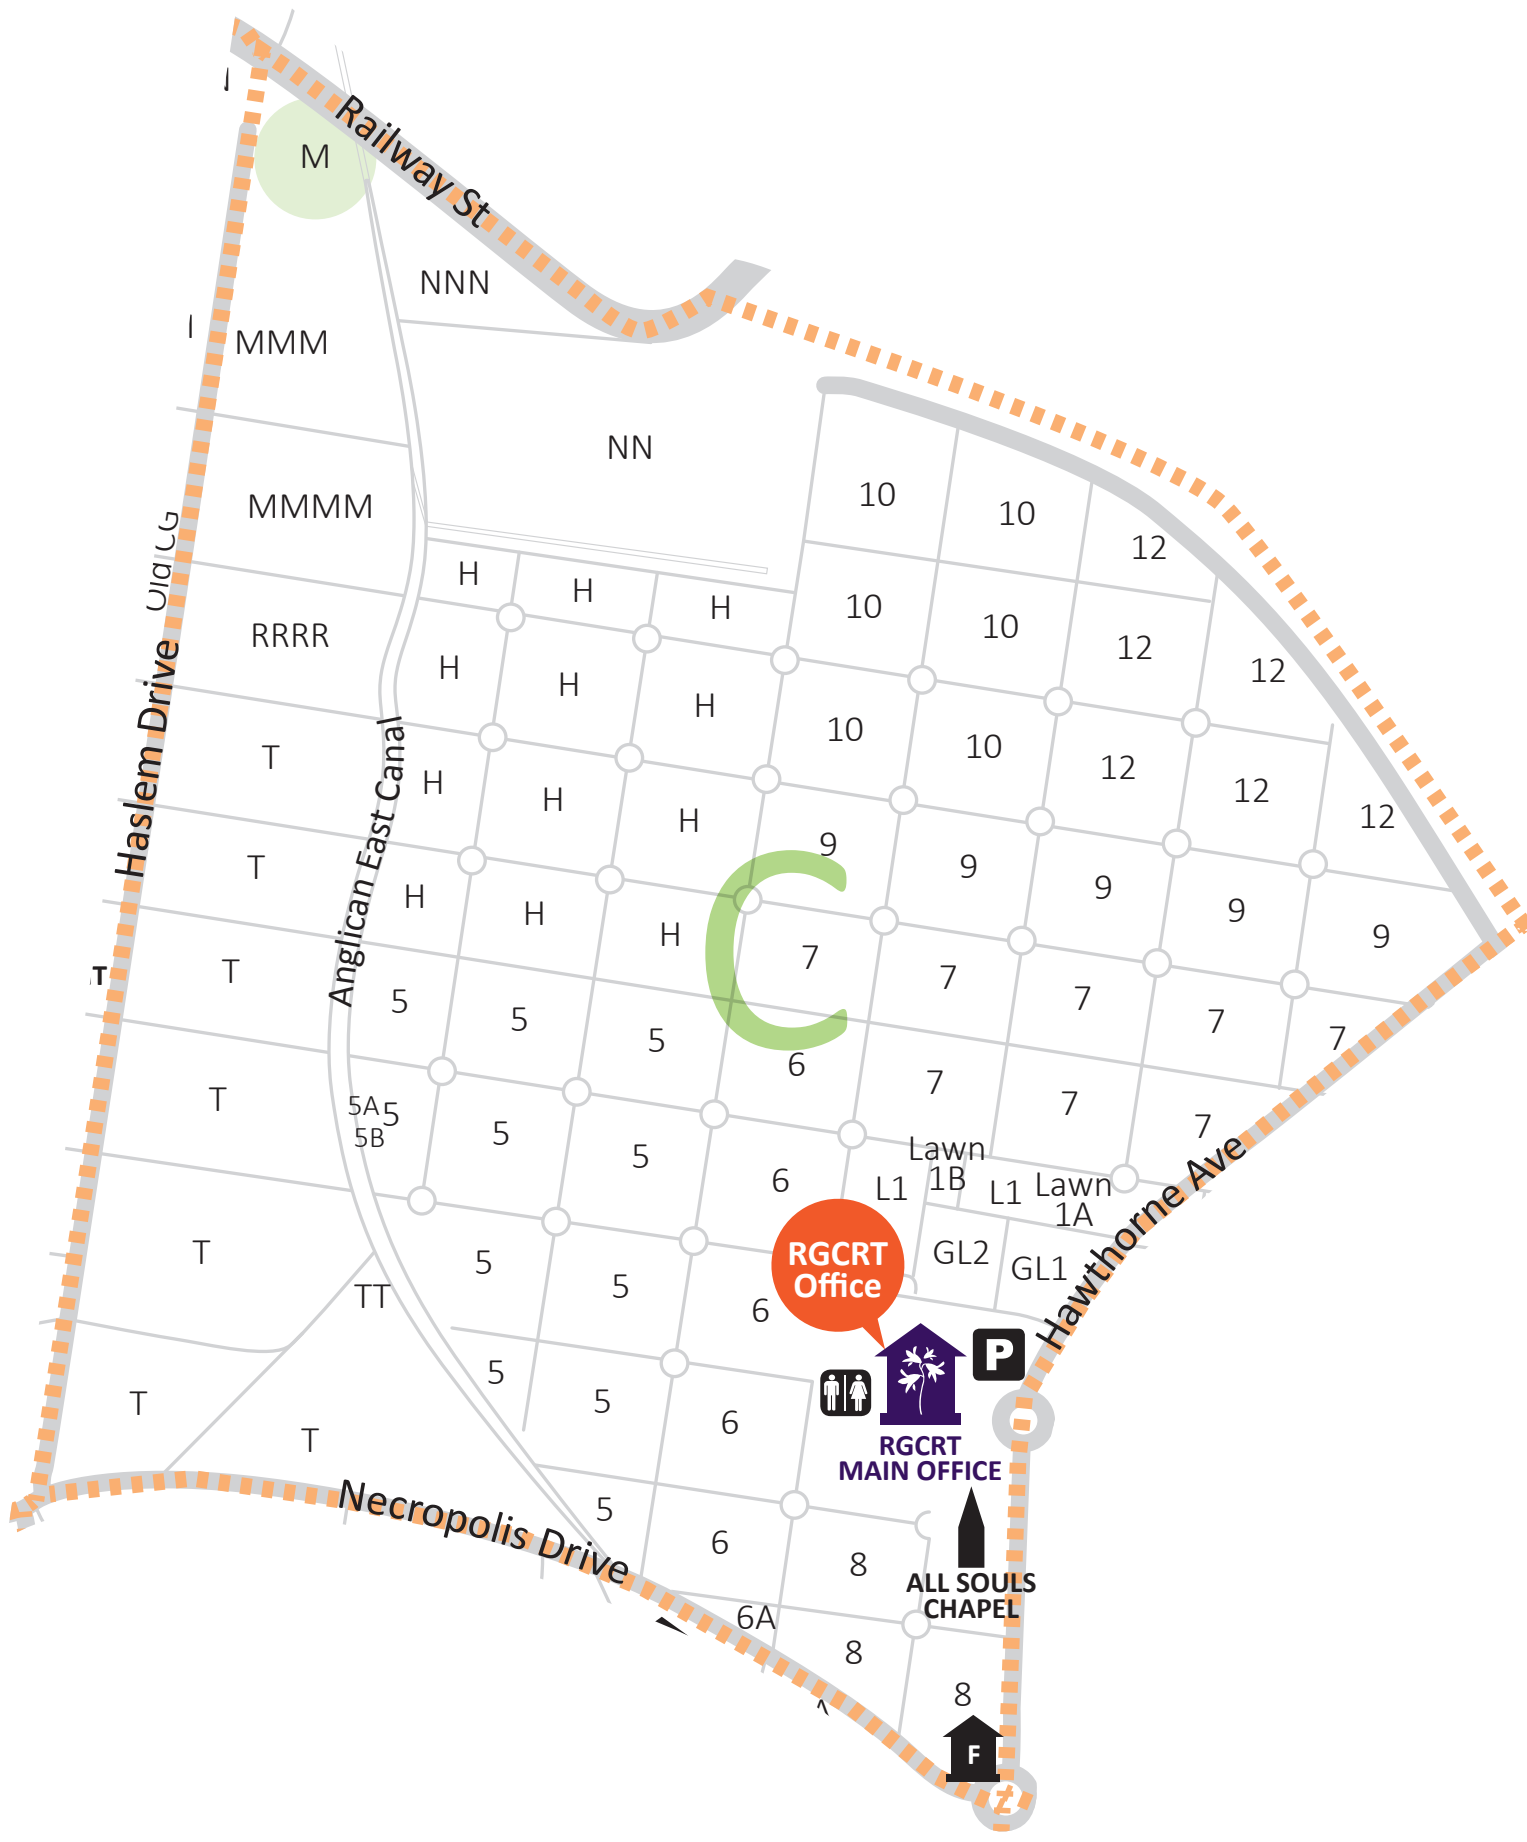 M
Railway St
NNN
MMM
NN
MMMM
10
10
12
H
H
H
10
10
12
12
RRRR
H
H
H
10
10
12
12
12
Haslem Drive
T
Anglican East Canal
H
H
H
9
9
9
9
9
T
H
H
H
C
7
7
7
7
7
T
T
5
5
5
6
7
7
7
T
5A
5
5B
5
5
6
L1
Lawn
1B
L1
Lawn
1A
Hawthorne Ave
T
TT
5
5
6
RGCRT
Office
GL2
GL1
P
T
T
5
5
6
RGCRT
MAIN OFFICE
Necropolis Drive
5
6
8
ALL SOULS
CHAPEL
6A
8
8
F